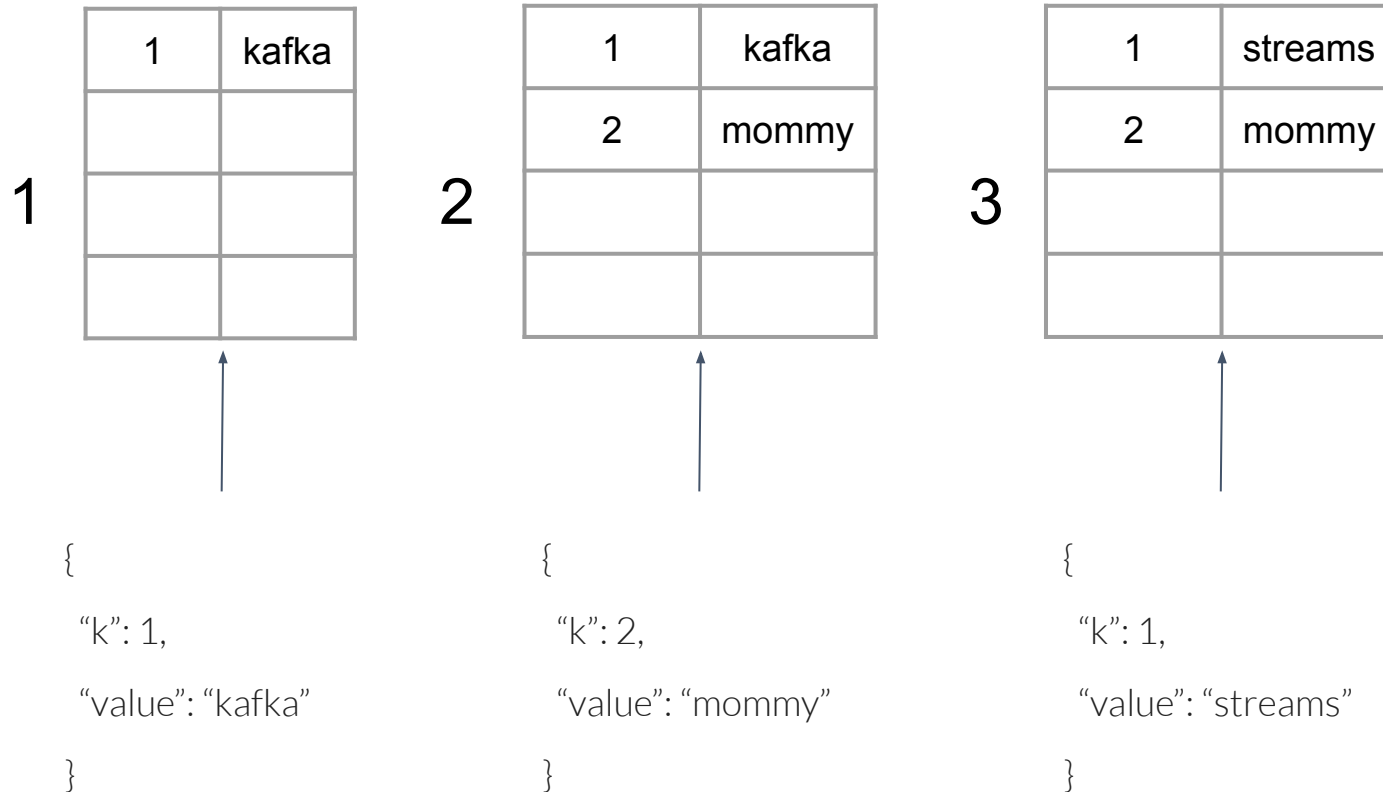 1 kafka
1
1 kafka
2 mommy
2
1 streams
2 mommy
3
{
“k”: 1,
“value”: “kafka”
}
{
“k”: 2,
“value”: “mommy”
}
{
“k”: 1,
“value”: “streams”
}